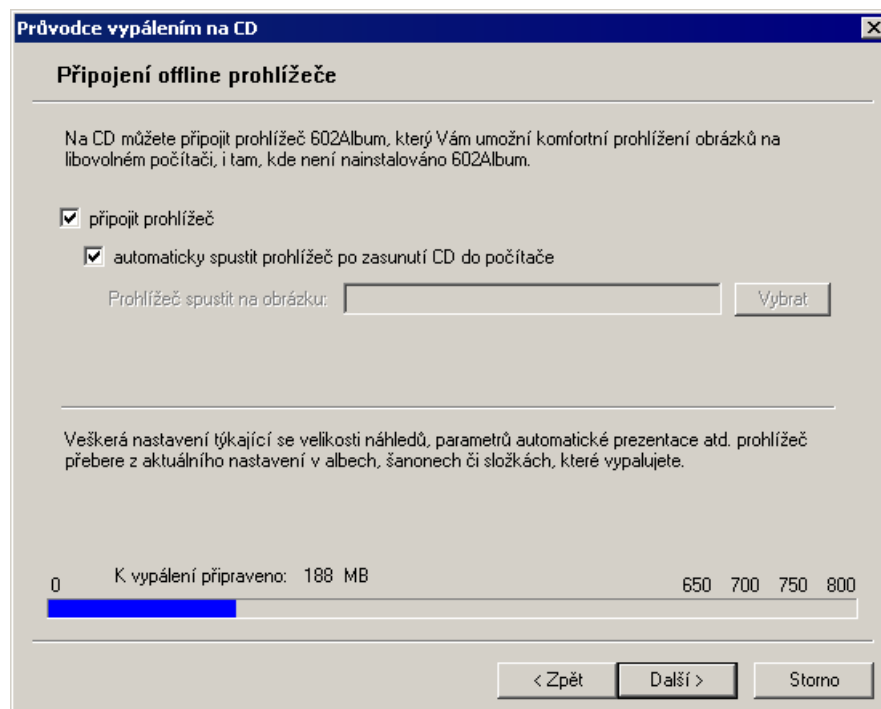 Průvodce vypálením na CD
Připojení offline prohlížeče
Na CD můžete připojit prohlížeč 602Album, který Vám umožní komfortní prohlížení obrázků na
libovolném počítači, i tam, kde není nainstalováno 602Album.
připojit prohlížeč
automaticky spustit prohlížeč po zasunutí CD do počítače
Prohlížeč spustit na obrázku:
Vybrat
Veškerá nastavení týkající se velikosti náhledů, parametrů automatické prezentace atd. prohlížeč
přebere z aktuálního nastavení v albech, šanonech či složkách, které vypalujete.
K vypálení připraveno: 188 MB
0 650 700 750 800
< Zpět Další > Storno